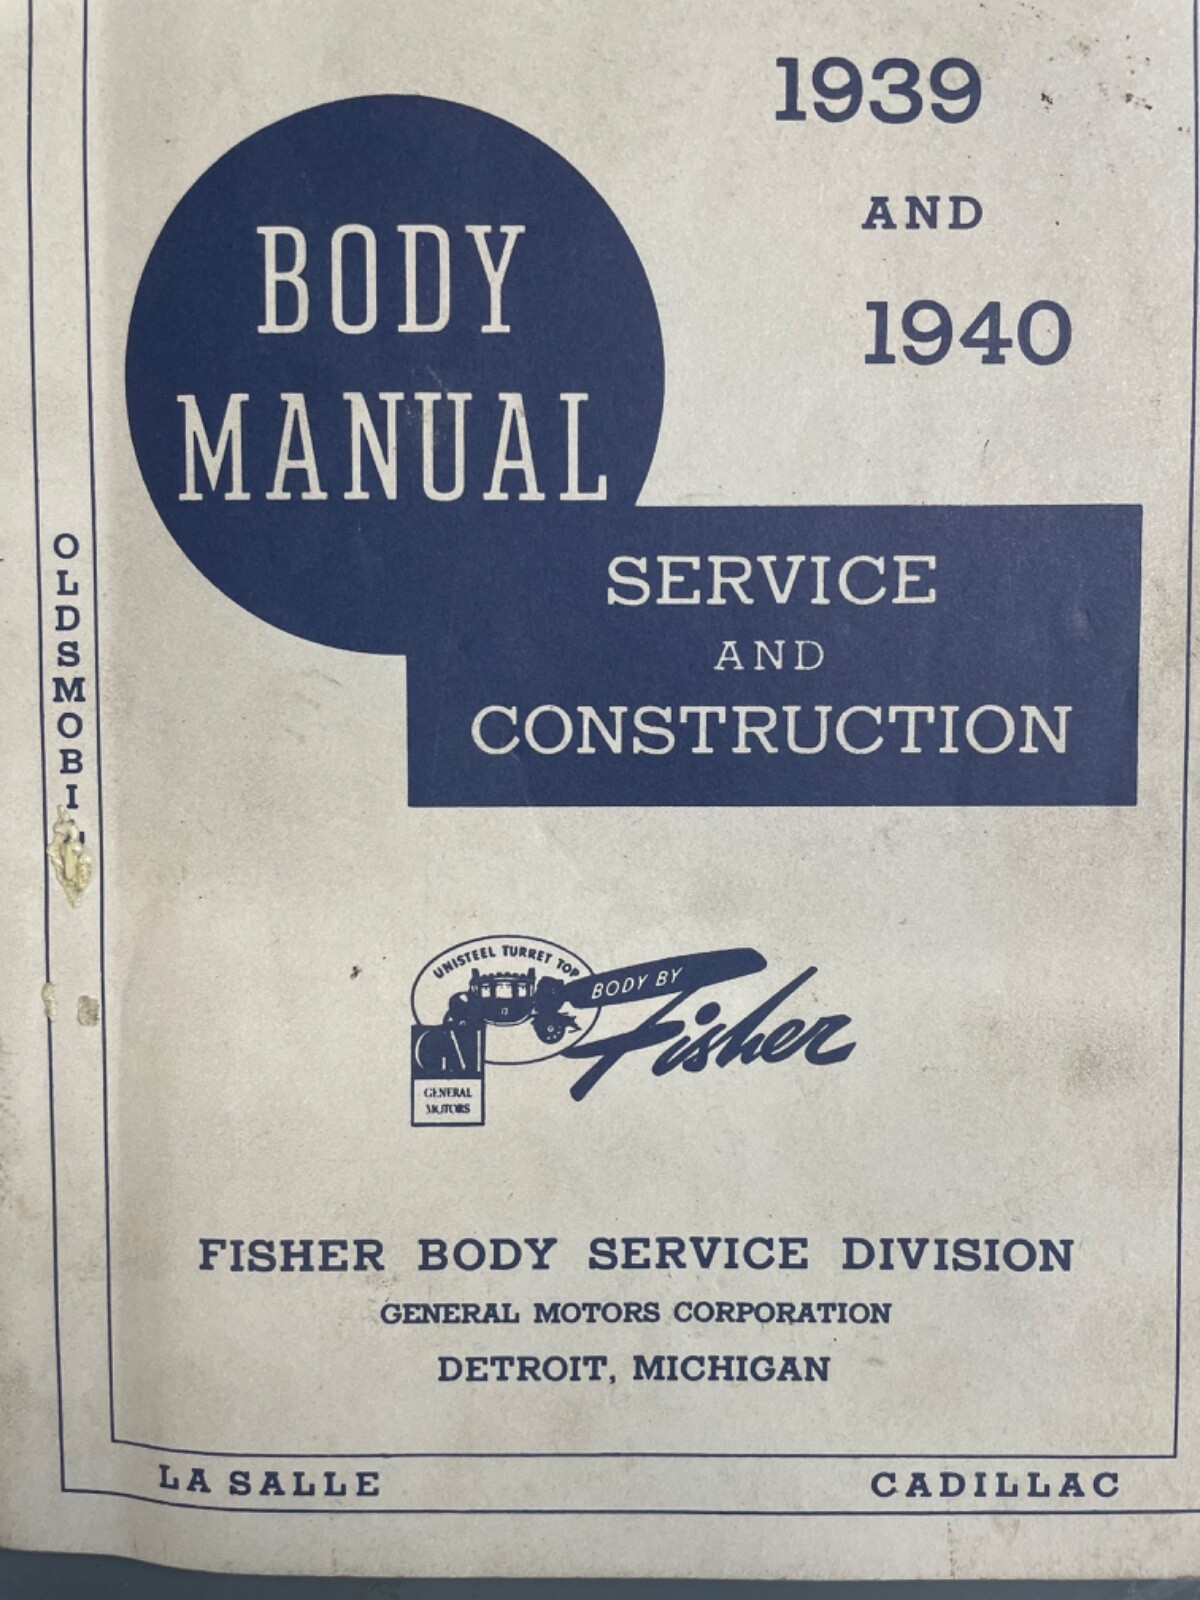 1939
AND
1940
BODY
MANUAL
SERVICE
AND
CONSTRUCTION
OLDSMOBI
UNISTEEL TURRET TOP
BODY BY
Fisher
GM
GENERAL
MOTORS
FISHER BODY SERVICE DIVISION
GENERAL MOTORS CORPORATION
DETROIT, MICHIGAN
LA SALLE
CADILLAC